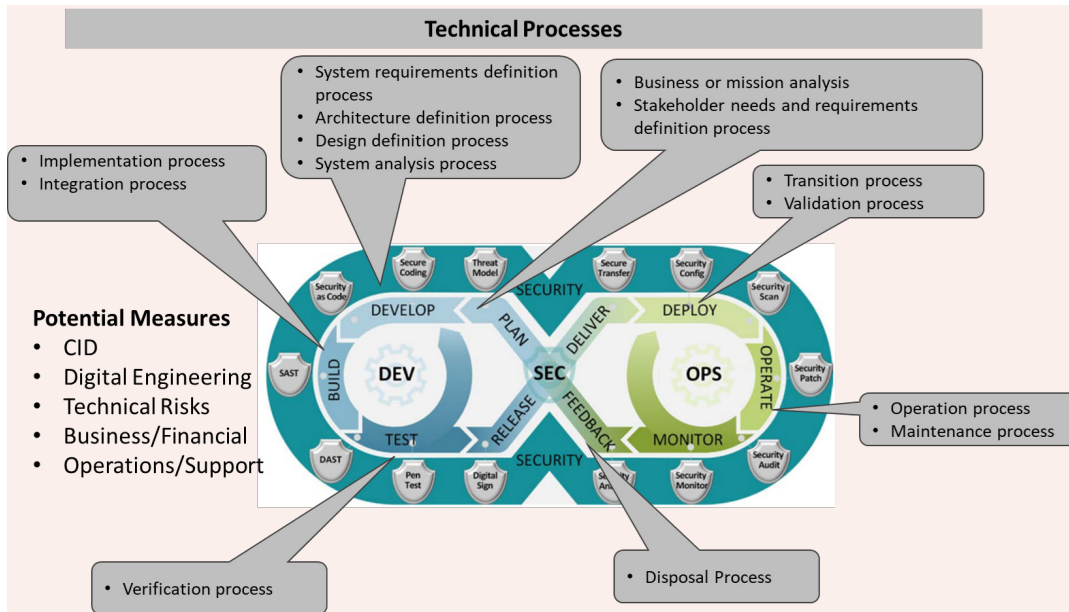 Technical Processes
• System requirements definition
process
• Architecture definition process
• Design definition process
• System analysis process
• Business or mission analysis
• Stakeholder needs and requirements
definition process
• Implementation process
• Integration process
• Transition process
• Validation process
Potential Measures
• CID
• Digital Engineering
• Technical Risks
• Business/Financial
• Operations/Support
Secure
Coding
Threat
Model
Secure
Transfer
Security
Config
Security
as Code
Security
Scan
SECURITY
DEVELOP
PLAN
DELIVER
DEPLOY
SAST
BUILD
DEV
SEC
OPS
OPERATE
Security
Patch
TEST
RELEASE
FEEDBACK
MONITOR
SECURITY
DAST
Pen
Test
Digital
Sign
Security
Security
Monitor
Security
Audit
• Operation process
• Maintenance process
• Verification process
• Disposal Process